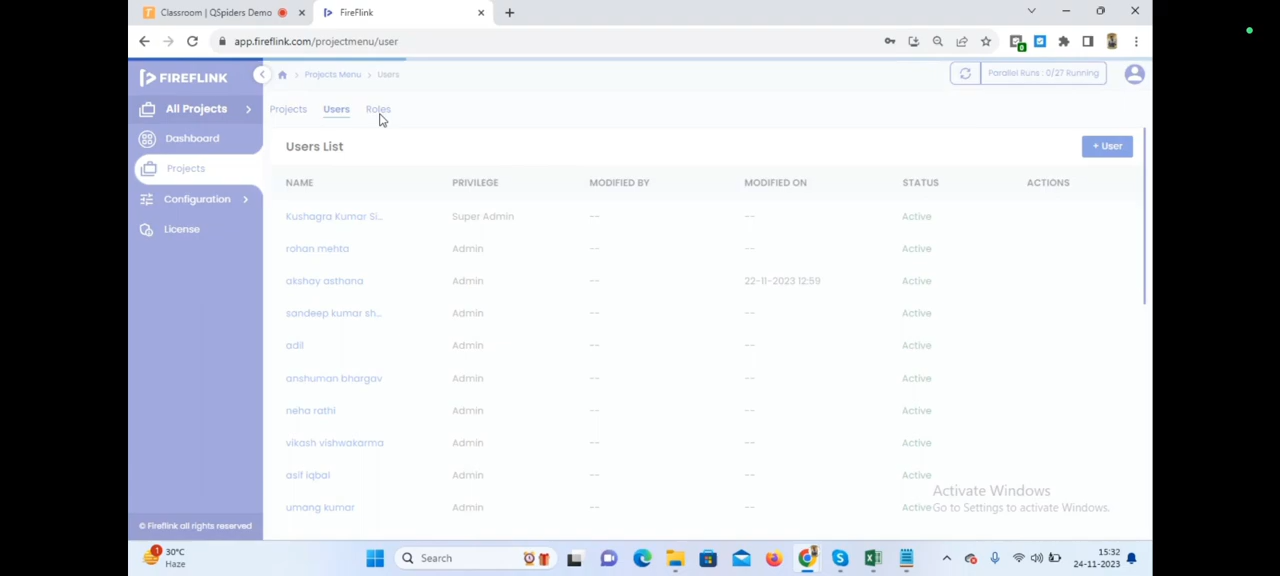 Classroom | QSpiders Demo
FireFlink
app.fireflink.com/projectmenu/user
FIREFLINK
Projects Menu > Users
Parallel Runs : 0/27 Running
All Projects
Projects
Users
Roles
Dashboard
Projects
Configuration
License
Users List
+ User
NAME PRIVILEGE MODIFIED BY MODIFIED ON STATUS ACTIONS
Kushagra Kumar Si... Super Admin -- -- Active
rohan mehta Admin -- -- Active
akshay asthana Admin -- 22-11-2023 12:59 Active
sandeep kumar sh... Admin -- -- Active
adil Admin -- -- Active
anshuman bhargav Admin -- -- Active
neha rathi Admin -- -- Active
vikash vishwakarma Admin -- -- Active
asif iqbal Admin -- -- Active
umang kumar Admin -- -- Active
Activate Windows
Go to Settings to activate Windows.
© Fireflink all rights reserved
1
30°C
Haze
Search
15:32
24-11-2023